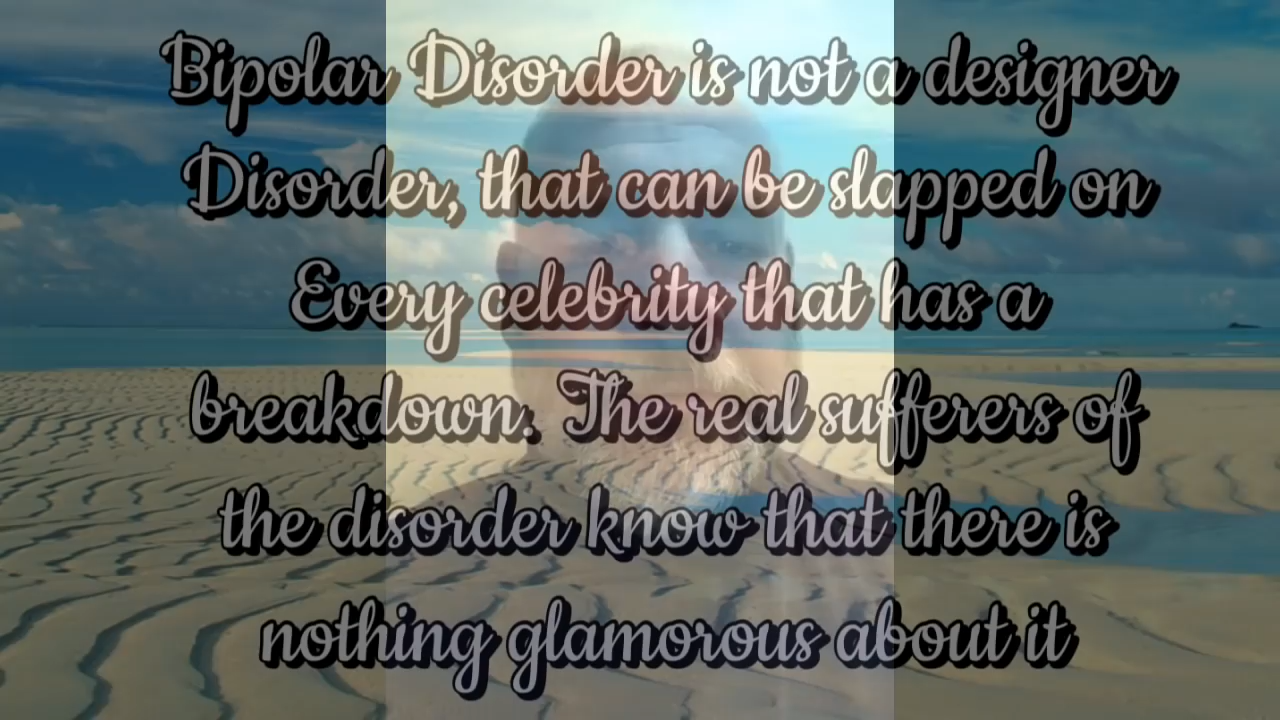 Bipolar Disorder is not a designer
Disorder, that can be slapped on
Every celebrity that has a
breakdown. The real sufferers of
the disorder know that there is
nothing glamorous about it